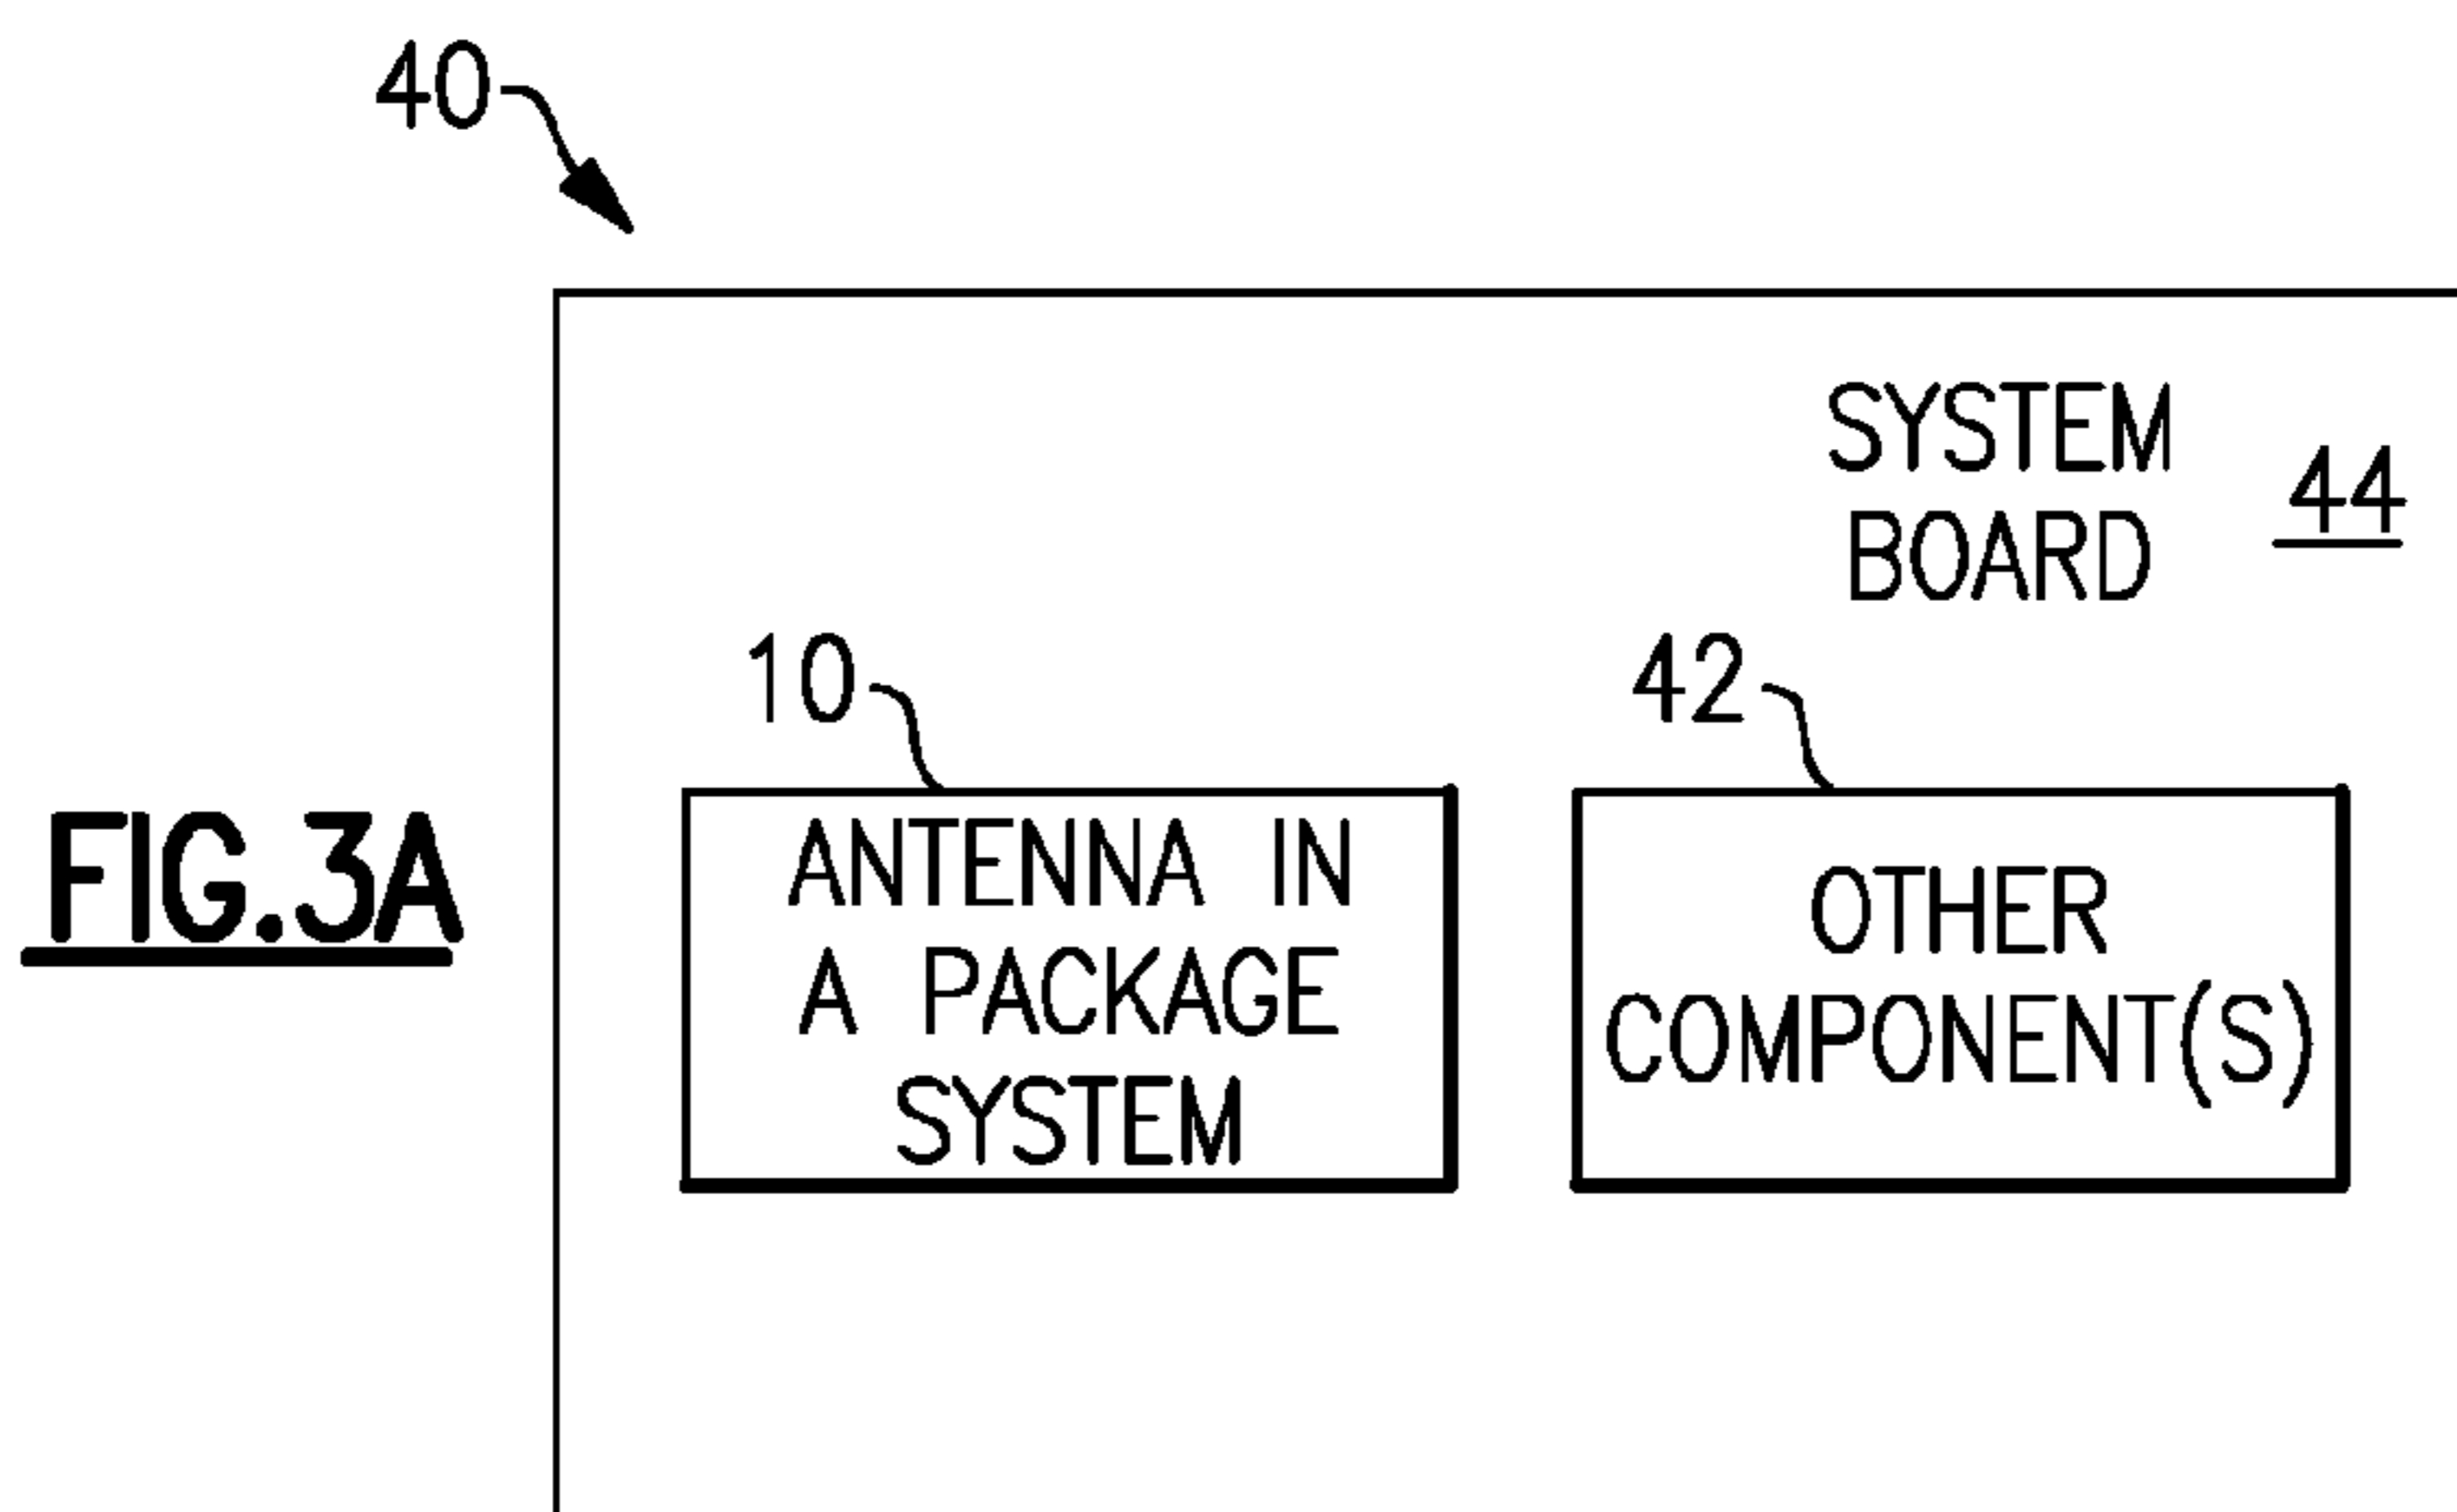 40
SYSTEM
BOARD
44
10
42
ANTENNA IN
A PACKAGE
SYSTEM
OTHER
COMPONENT(S)
FIG.3A